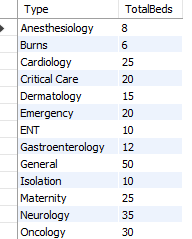 Type TotalBeds
Anesthesiology 8
Burns 6
Cardiology 25
Critical Care 20
Dermatology 15
Emergency 20
ENT 10
Gastroenterology 12
General 50
Isolation 10
Maternity 25
Neurology 35
Oncology 30